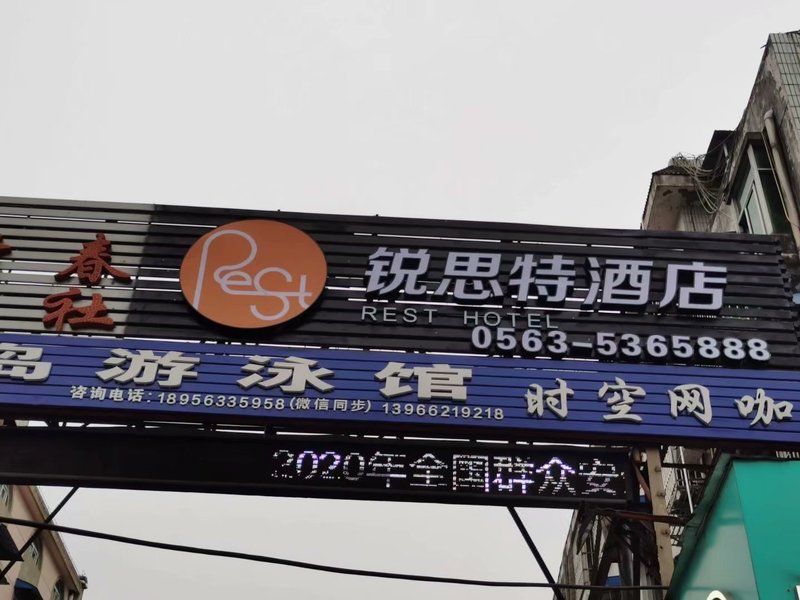 春
社
Rest
锐思特酒店
REST HOTEL
0563-5365888
岛游泳馆
咨询电话:18956335958(微信同步)13966219218
时空网咖
2020年全国群众安